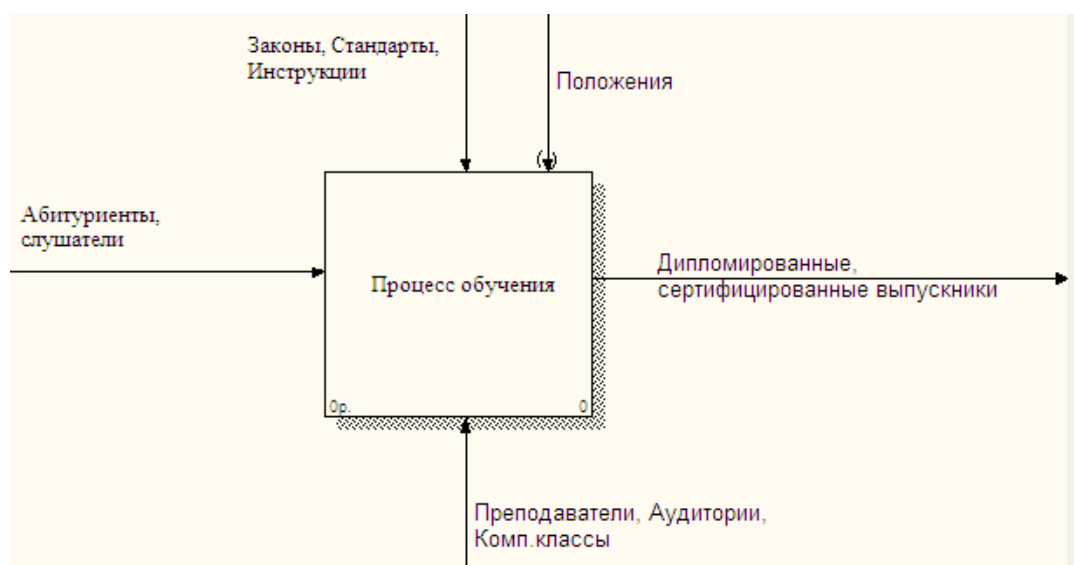 Законы, Стандарты,
Инструкции
Положения
Абитуриенты,
слушатели
Процесс обучения
Дипломированные,
сертифицированные выпускники
0р.
0
Преподаватели, Аудитории,
Комп.классы